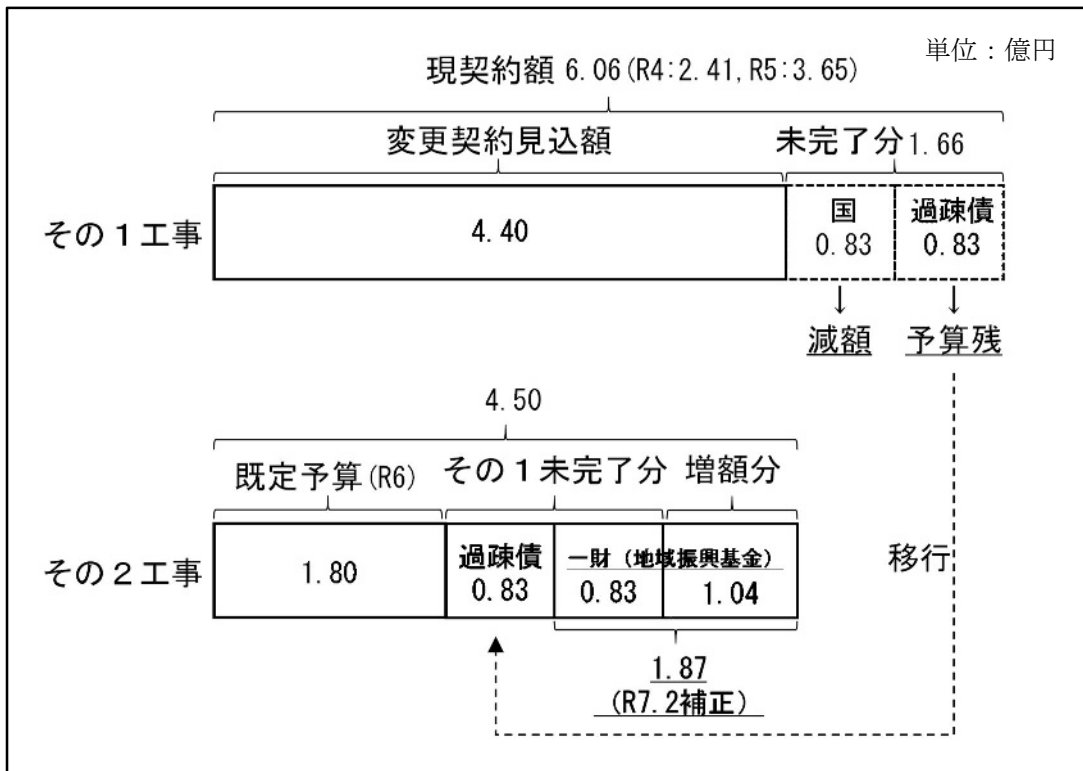 単位：億円
現契約額 6.06(R4:2.41,R5:3.65)
変更契約見込額
未完了分1.66
その１工事
4.40
国
0.83
過疎債
0.83
↓
↓
減額
予算残
4.50
既定予算(R6)
その１未完了分
増額分
その２工事
1.80
過疎債
0.83
一財（地域振興基金）
0.83
1.04
移行
1.87
(R7.2補正)